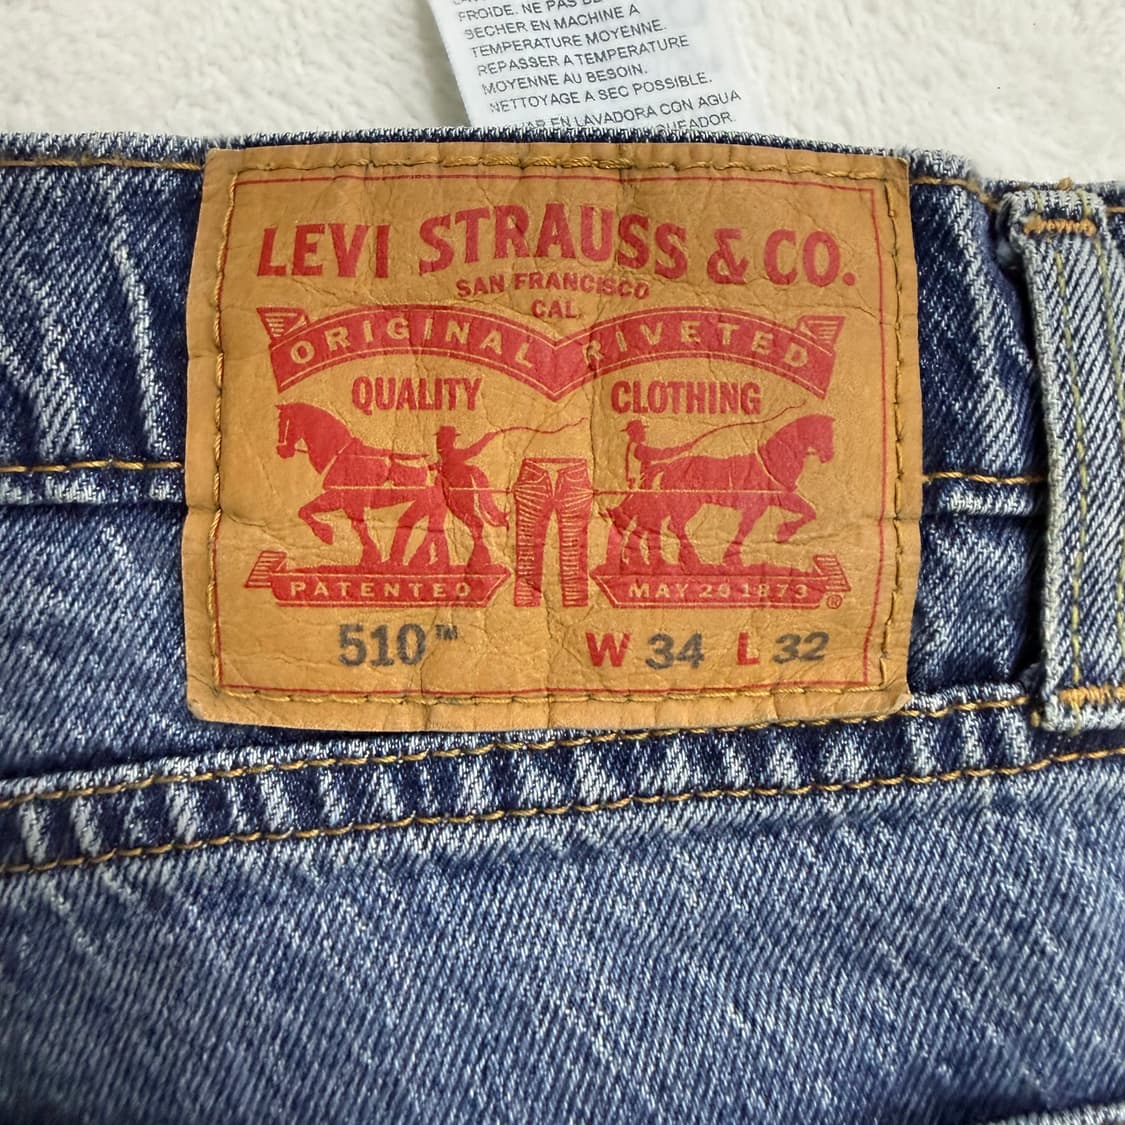 FROIDE. NE PAS
SECHER EN MACHINE A
TEMPERATURE MOYENNE.
REPASSER A TEMPERATURE
MOYENNE AU BESOIN.
NETTOYAGE A SEC POSSIBLE.
EN LAVADORA CON AGUA
LEVI STRAUSS & CO.
SAN FRANCISCO
CAL.
ORIGINAL RIVETED
QUALITY CLOTHING
PATENTED MAY 20 1873 ®
510™ W 34 L 32